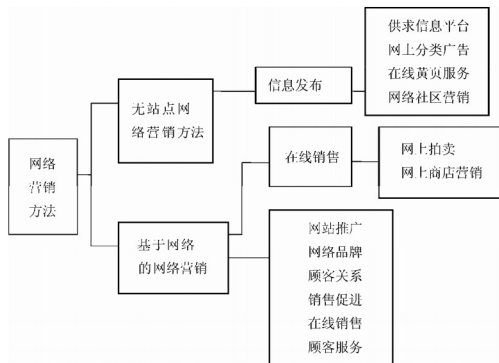 网络
营销
方法
无站点网
络营销方法
信息发布
供求信息平台
网上分类广告
在线黄页服务
网络社区营销
在线销售
网上拍卖
网上商店营销
基于网络
的网络营销
网站推广
网络品牌
顾客关系
销售促进
在线销售
顾客服务